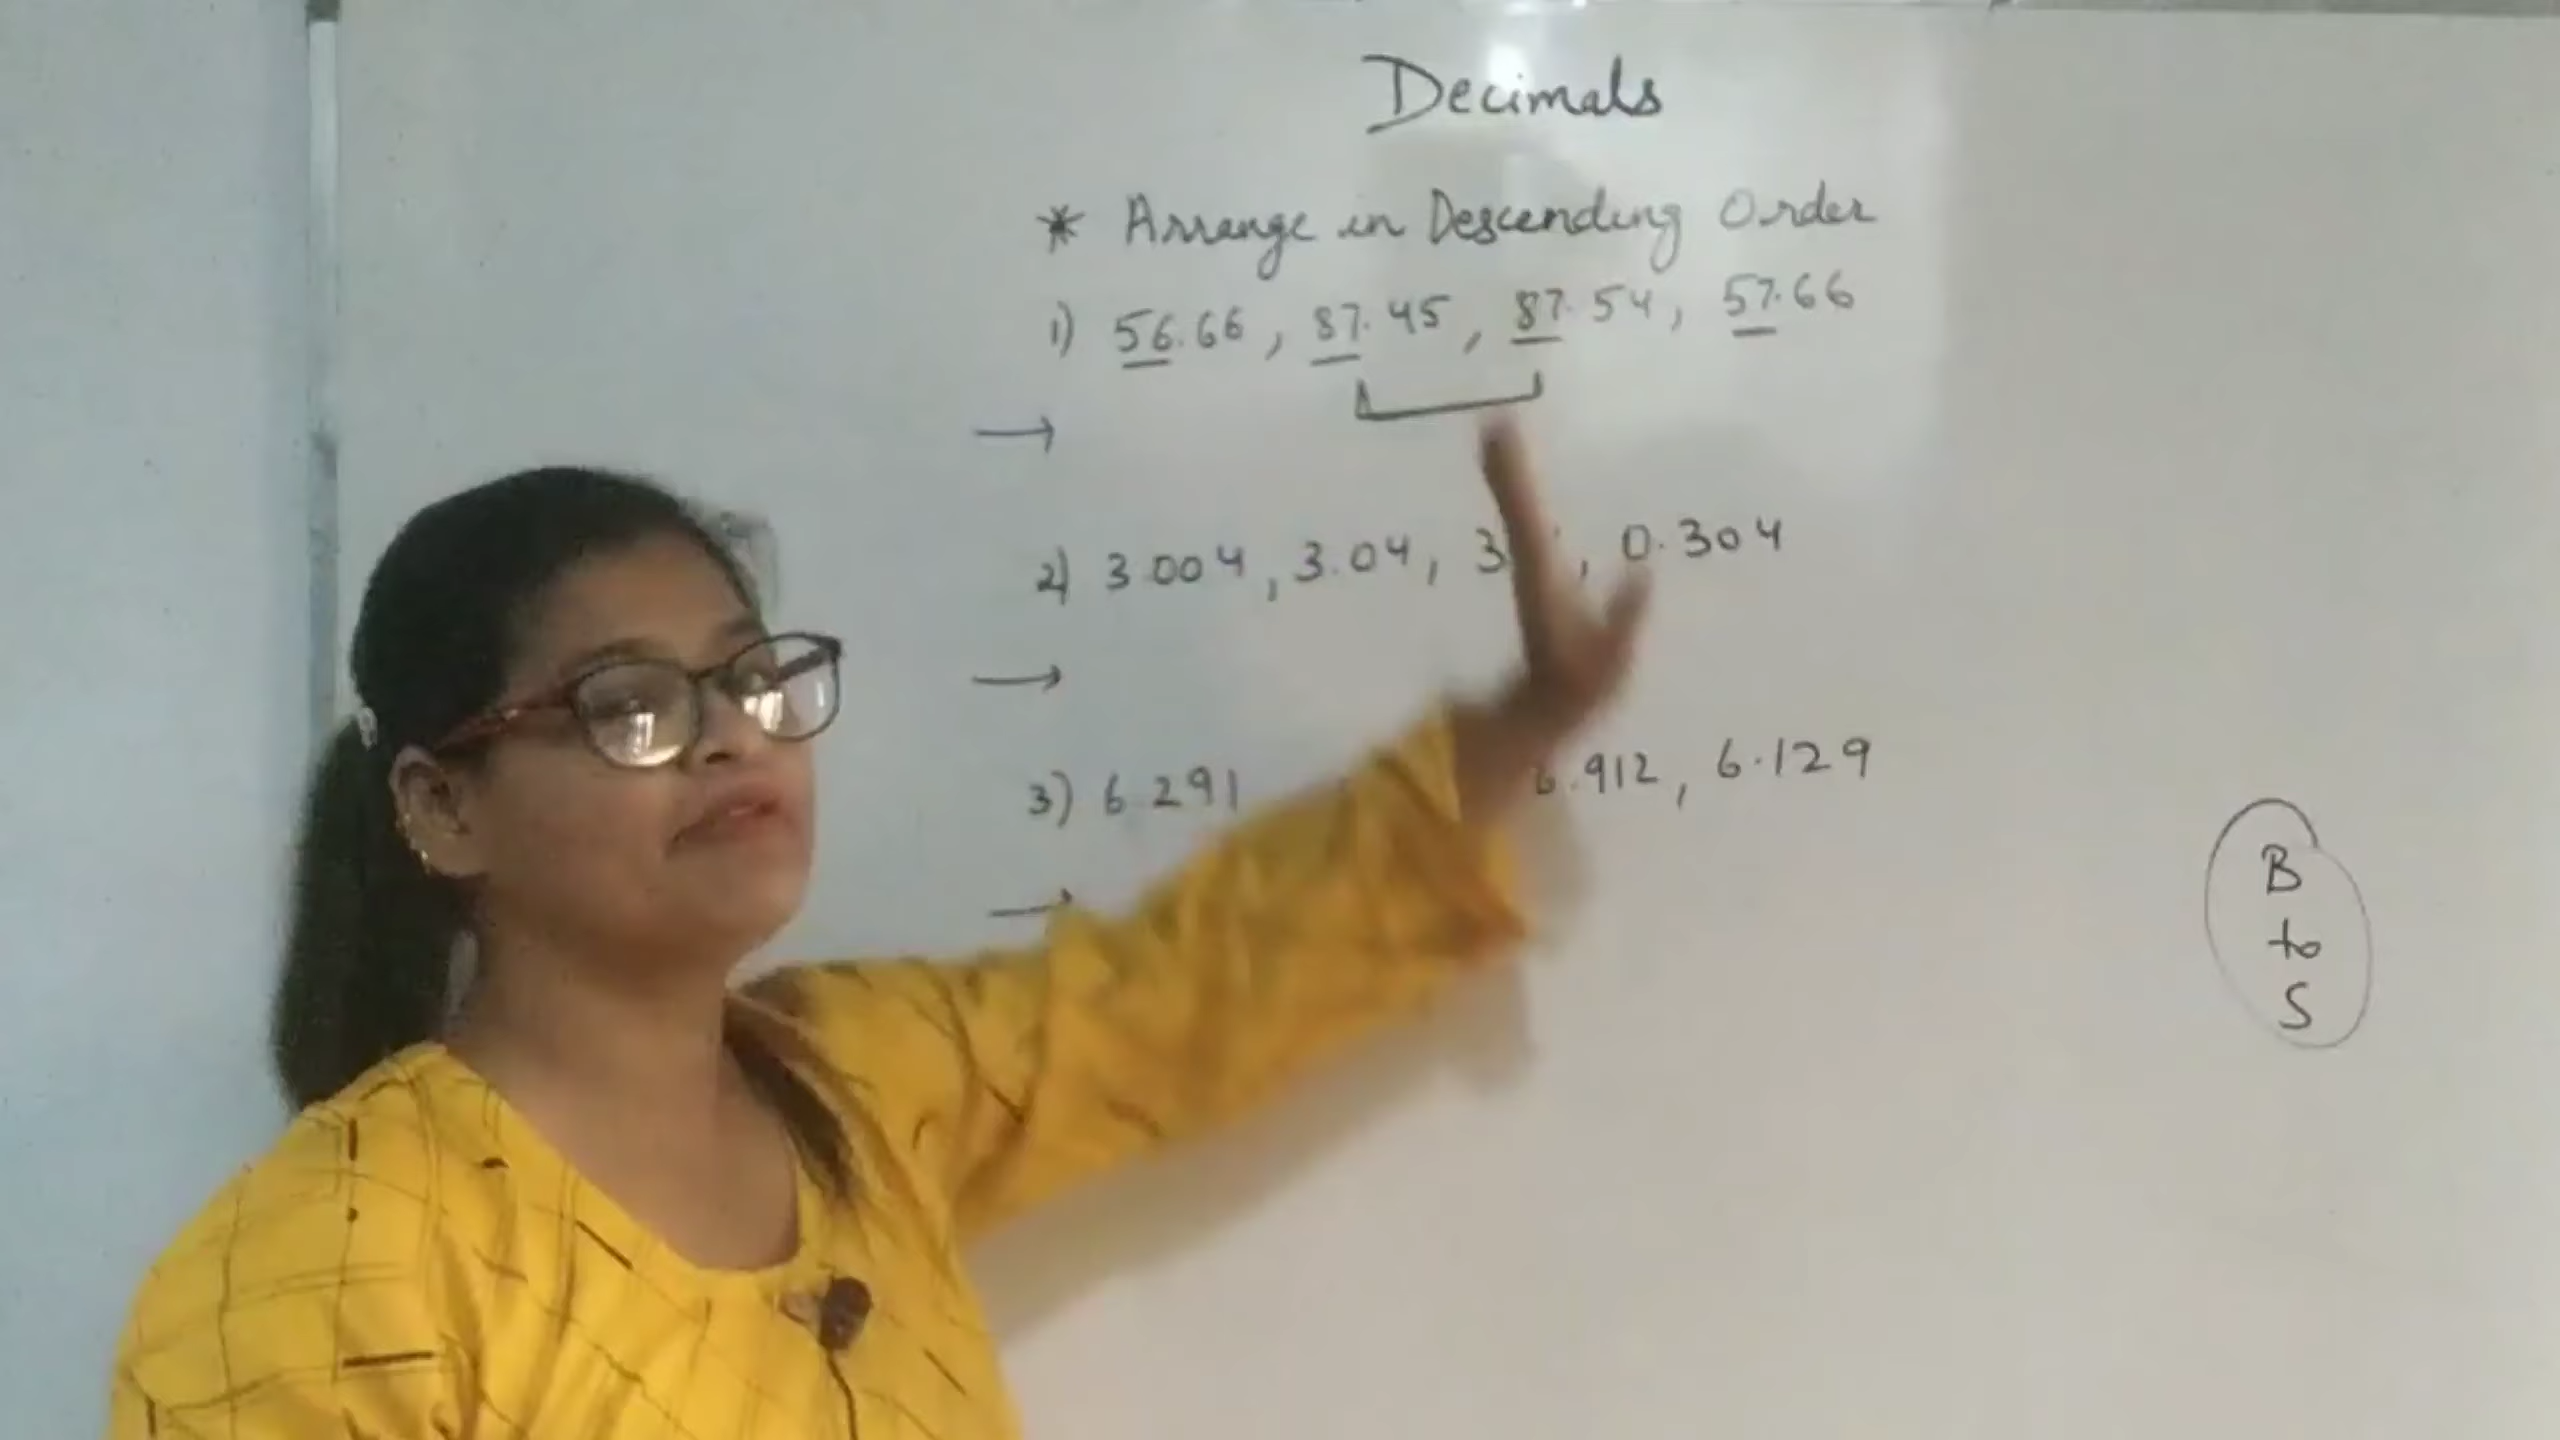 Decimals
* Arrange in Descending Order
1) 56.66, 87.45, 87.54, 57.66
→
2) 3.004, 3.04, 3 , 0.304
→
3) 6.291 6.912, 6.129
→
B
to
S